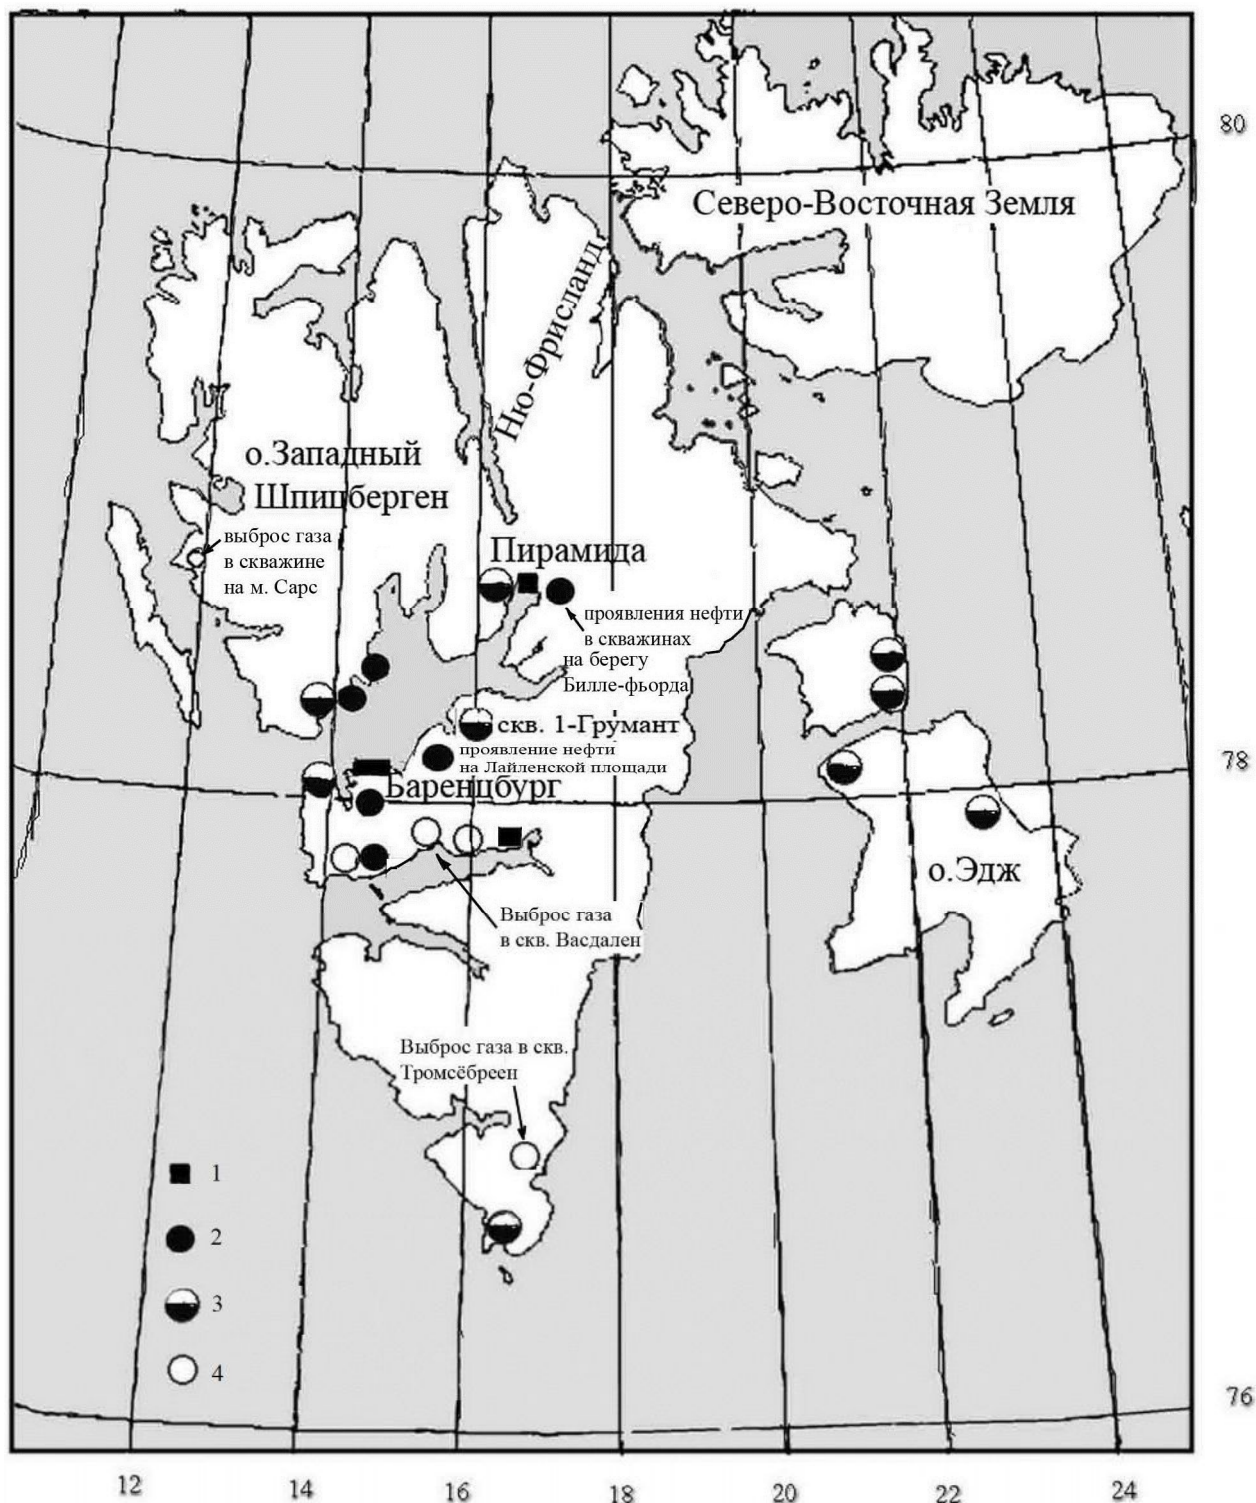 80
Северо-Восточная Земля
Ню-Фрисланд
о.Западный
Шпицберген
выброс газа
в скважине
на м. Сарс
Пирамида
проявления нефти
в скважинах
на берегу
Билле-фьорда
скв. 1-Грумант
проявление нефти
на Лайленской площади
Баренцбург
78
о.Эдж
Выброс газа
в скв. Васдален
Выброс газа в скв.
Тромсёбреен
1
2
3
4
76
12
14
16
18
20
22
24